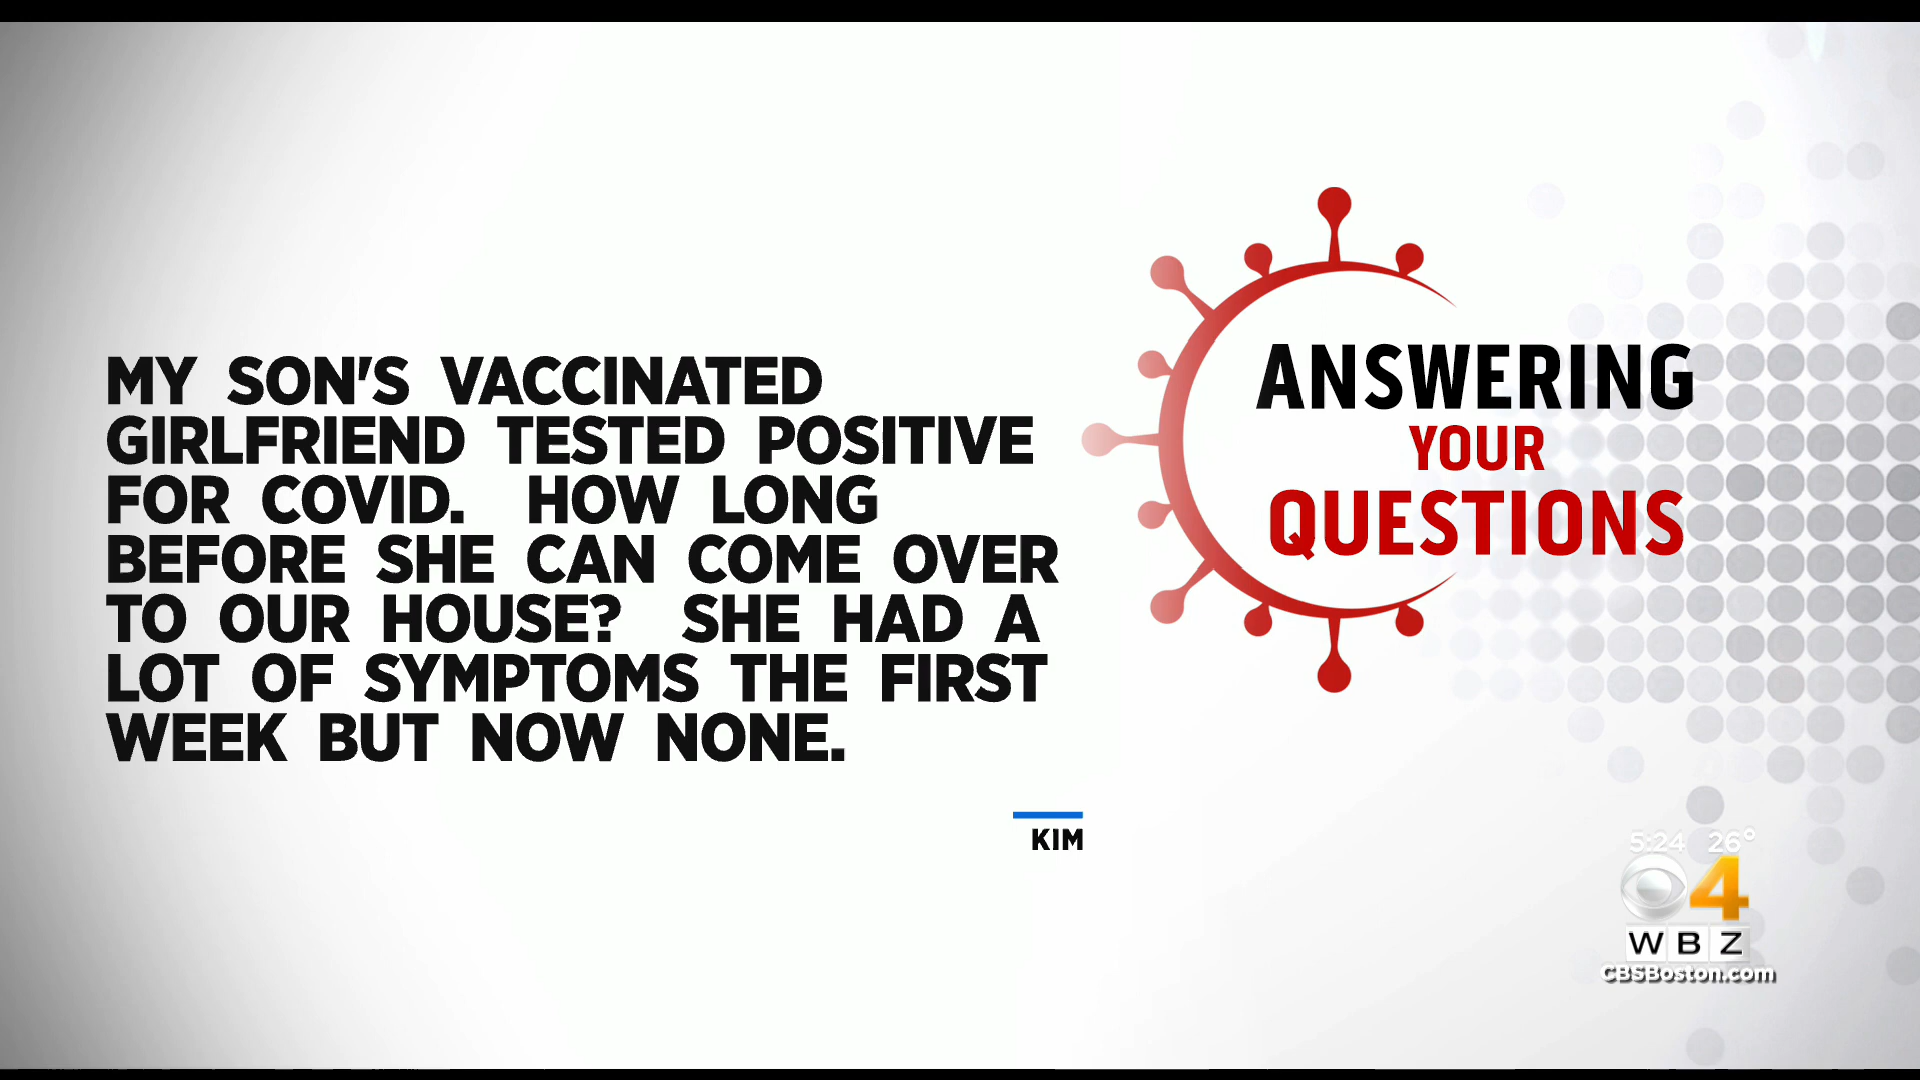 MY SON'S VACCINATED
GIRLFRIEND TESTED POSITIVE
FOR COVID. HOW LONG
BEFORE SHE CAN COME OVER
TO OUR HOUSE? SHE HAD A
LOT OF SYMPTOMS THE FIRST
WEEK BUT NOW NONE.
KIM
ANSWERING
YOUR
QUESTIONS
5:24 26°
4
WBZ
CBSBoston.com